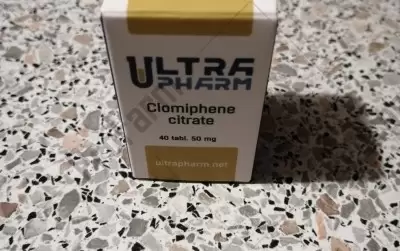 ULTRA
PHARM
Clomiphene
citrate
40 tabl. 50 mg
ultrapharm.net